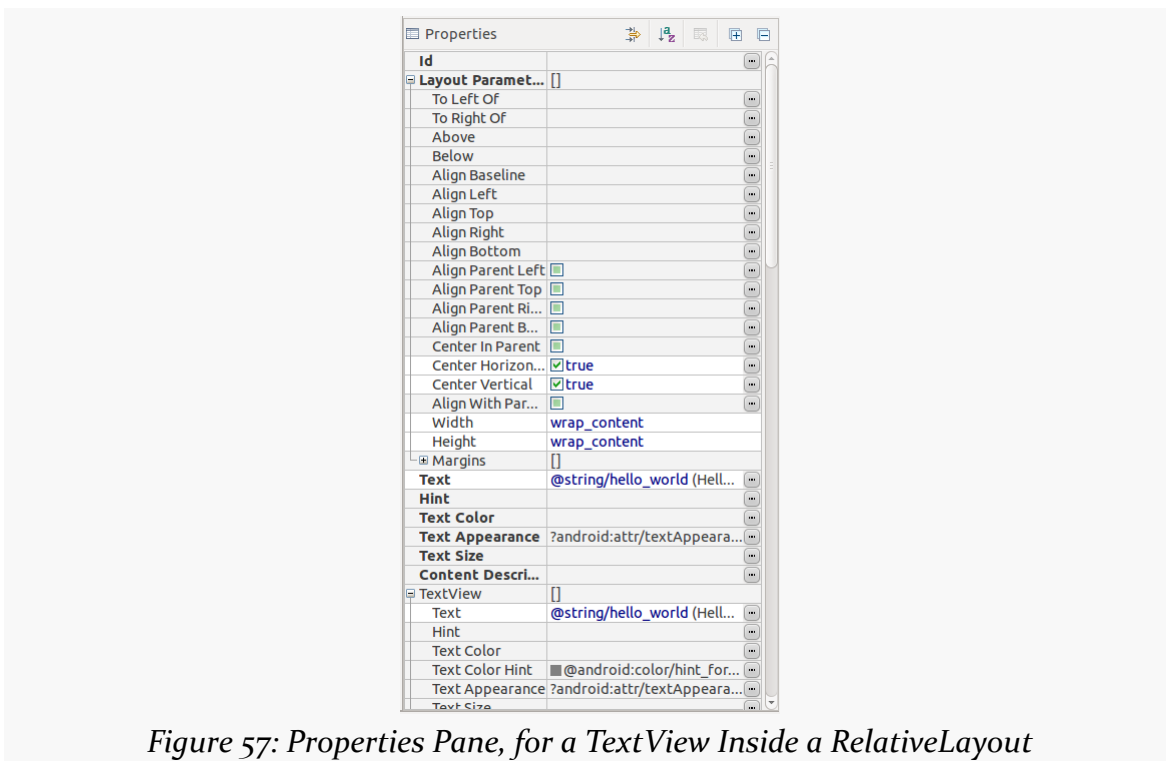 Properties
Id
Layout Paramet... []
To Left Of
To Right Of
Above
Below
Align Baseline
Align Left
Align Top
Align Right
Align Bottom
Align Parent Left
Align Parent Top
Align Parent Ri...
Align Parent B...
Center In Parent
Center Horizon... true
Center Vertical true
Align With Par...
Width wrap_content
Height wrap_content
Margins []
Text @string/hello_world (Hell...
Hint
Text Color
Text Appearance ?android:attr/textAppeara...
Text Size
Content Descri...
TextView []
Text @string/hello_world (Hell...
Hint
Text Color
Text Color Hint @android:color/hint_for...
Text Appearance ?android:attr/textAppeara...
Text Size
Figure 57: Properties Pane, for a TextView Inside a RelativeLayout